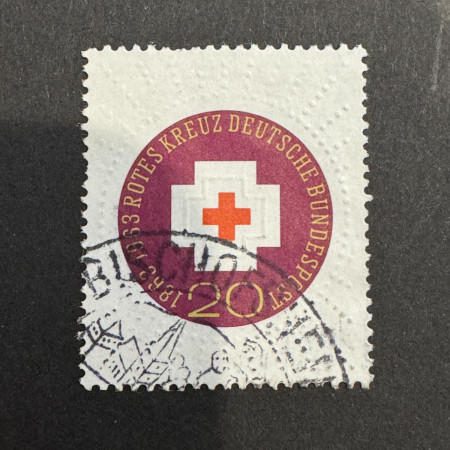 1863-1963 ROTES KREUZ DEUTSCHE BUNDESPOST
20